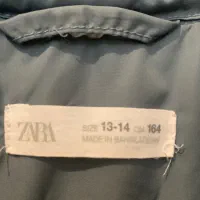 ZARA
SIZE 13-14 CM 164
MADE IN BANGLADESH